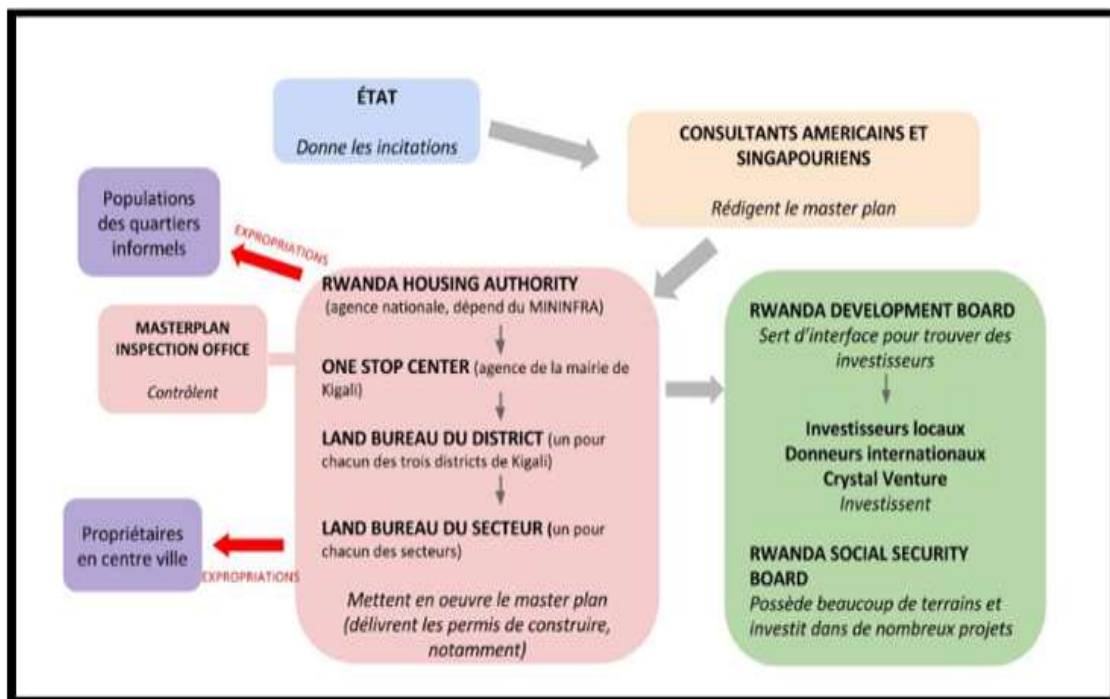 ÉTAT
Donne les incitations
CONSULTANTS AMERICAINS ET
SINGAPOURIENS
Rédigent le master plan
Populations
des quartiers
informels
EXPROPRIATIONS
RWANDA HOUSING AUTHORITY
(agence nationale, dépend du MININFRA)
MASTERPLAN
INSPECTION OFFICE
Contrôlent
ONE STOP CENTER (agence de la mairie de
Kigali)
LAND BUREAU DU DISTRICT (un pour
chacun des trois districts de Kigali)
LAND BUREAU DU SECTEUR (un pour
chacun des secteurs)
Mettent en oeuvre le master plan
(délivrent les permis de construire,
notamment)
Propriétaires
en centre ville
EXPROPRIATIONS
RWANDA DEVELOPMENT BOARD
Sert d'interface pour trouver des
investisseurs
Investisseurs locaux
Donneurs internationaux
Crystal Venture
Investissent
RWANDA SOCIAL SECURITY
BOARD
Possède beaucoup de terrains et
investit dans de nombreux projets